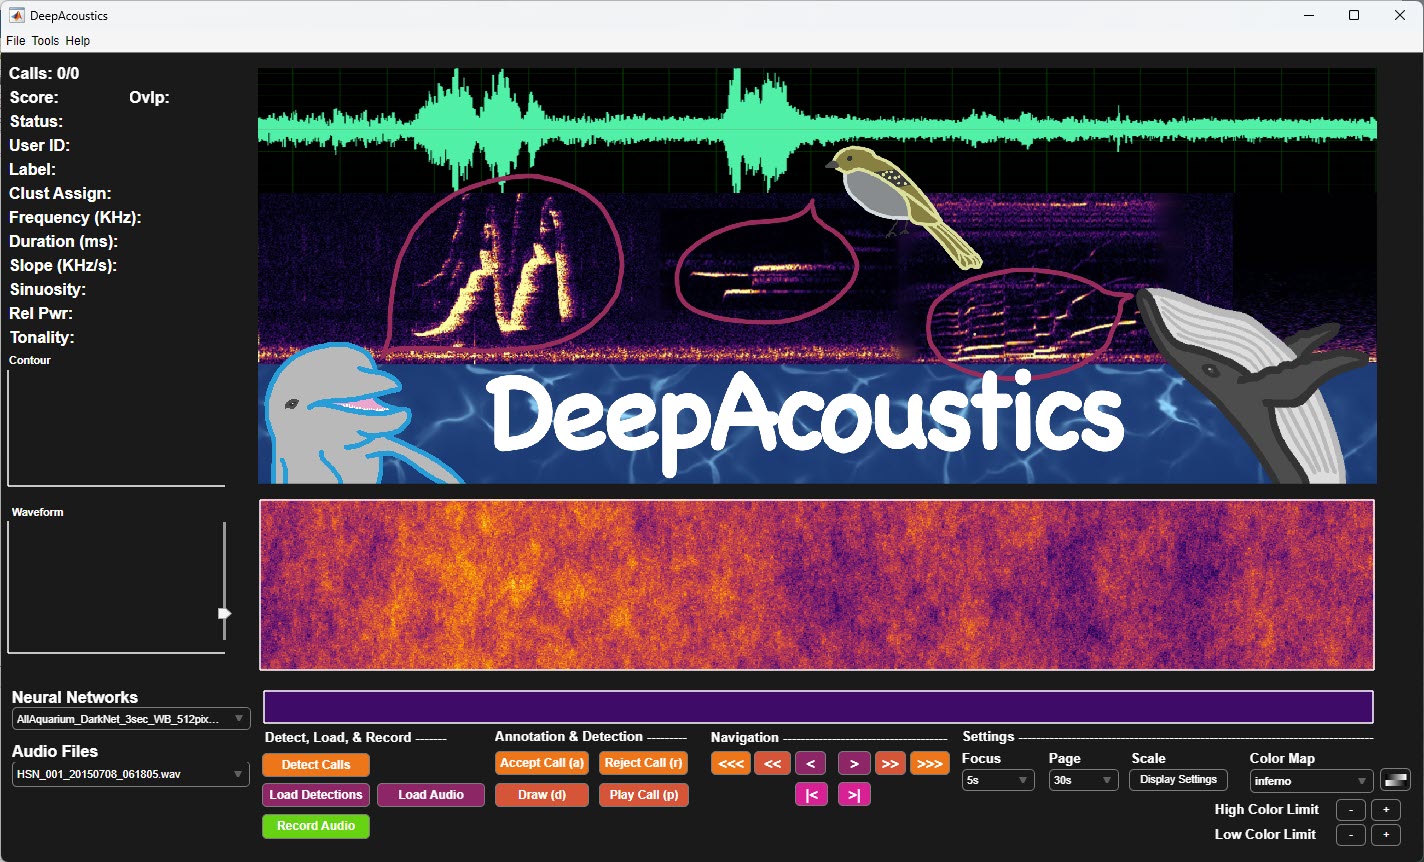 DeepAcoustics
File Tools Help
Calls: 0/0
Score: Ovlp:
Status:
User ID:
Label:
Clust Assign:
Frequency (KHz):
Duration (ms):
Slope (KHz/s):
Sinuosity:
Rel Pwr:
Tonality:
Contour
DeepAcoustics
Waveform
Neural Networks
AllAquarium_DarkNet_3sec_WB_512pix...
Audio Files
HSN_001_20150708_061805.wav
Detect, Load, & Record -------
Detect Calls
Load Detections Load Audio
Record Audio
Annotation & Detection ---------
Accept Call (a) Reject Call (r)
Draw (d) Play Call (p)
Navigation -------------------------------------
<<< << < > >> >>>
|< >|
Settings --------------------------------------------------------------------------------
Focus Page Scale Color Map
5s 30s Display Settings inferno
High Color Limit - +
Low Color Limit - +